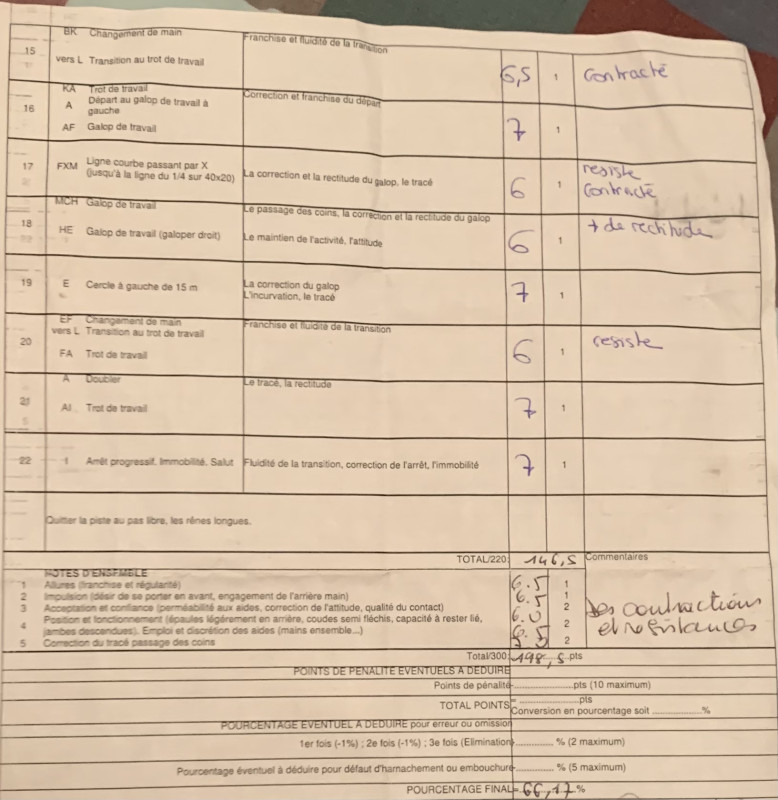 BK Changement de main
Franchise et fluidité de la transition
15
vers L Transition au trot de travail
6,5 1 Contracté
KA Trot de travail
Correction et franchise du départ
16
A Départ au galop de travail à gauche
AF Galop de travail
7 1
17 FXM Ligne courbe passant par X
(jusqu'à la ligne du 1/4 sur 40x20)
La correction et la rectitude du galop, le tracé
6 1 resiste
Contracté
MCH Galop de travail
Le passage des coins, la correction et la rectitude du galop
18
HE Galop de travail (galoper droit)
Le maintien de l'activité, l'attitude
6 1 + de rectitude
19 E Cercle à gauche de 15 m
La correction du galop
L'incurvation, le tracé
7 1
EF Changement de main
Franchise et fluidité de la transition
vers L Transition au trot de travail
20
FA Trot de travail
6 1 resiste
A Doubler
Le tracé, la rectitude
21
AI Trot de travail
7 1
22 I Arrêt progressif. Immobilité. Salut
Fluidité de la transition, correction de l'arrêt, l'immobilité
7 1
Quitter la piste au pas libre, les rênes longues.
TOTAL/220: 146,5 Commentaires
NOTES D'ENSEMBLE
1 Allures (franchise et régularité) 6.5 1
2 Impulsion (désir de se porter en avant, engagement de l'arrière main) 6.5 1
3 Acceptation et confiance (perméabilité aux aides, correction de l'attitude, qualité du contact) 6.0 2
4 Position et fonctionnement (épaules légèrement en arrière, coudes semi fléchis, capacité à rester lié,
jambes descendues). Emploi et discrétion des aides (mains ensemble...) 6.5 2
5 Correction du tracé passage des coins 2
Des contractions
et resistances
Total/300: 198,5 pts
POINTS DE PENALITE EVENTUELS A DEDUIRE
Points de pénalité-..................pts (10 maximum)
TOTAL POINTS=..................pts
Conversion en pourcentage soit ...............%
POURCENTAGE EVENTUEL A DEDUIRE pour erreur ou omission
1er fois (-1%) ; 2e fois (-1%) ; 3e fois (Elimination)-............ % (2 maximum)
Pourcentage éventuel à déduire pour défaut d'harnachement ou embouchure-............ % (5 maximum)
POURCENTAGE FINAL= 66,17 %